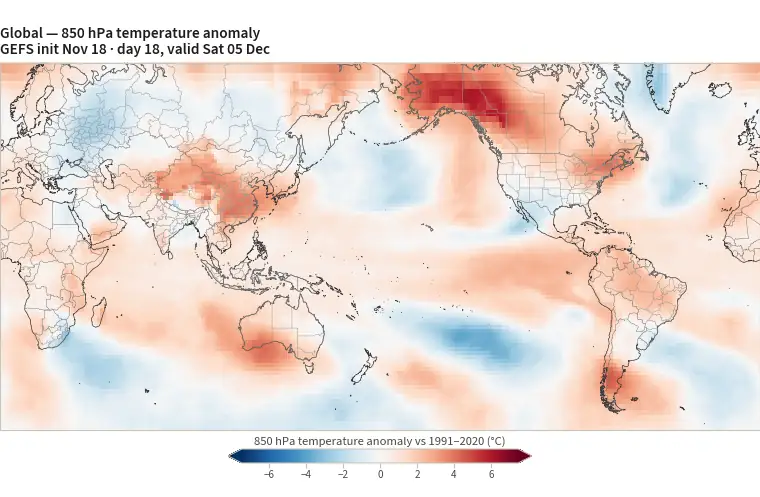 Global — 850 hPa temperature anomaly
GEFS init Nov 18 · day 18, valid Sat 05 Dec
850 hPa temperature anomaly vs 1991–2020 (°C)
−6 −4 −2 0 2 4 6